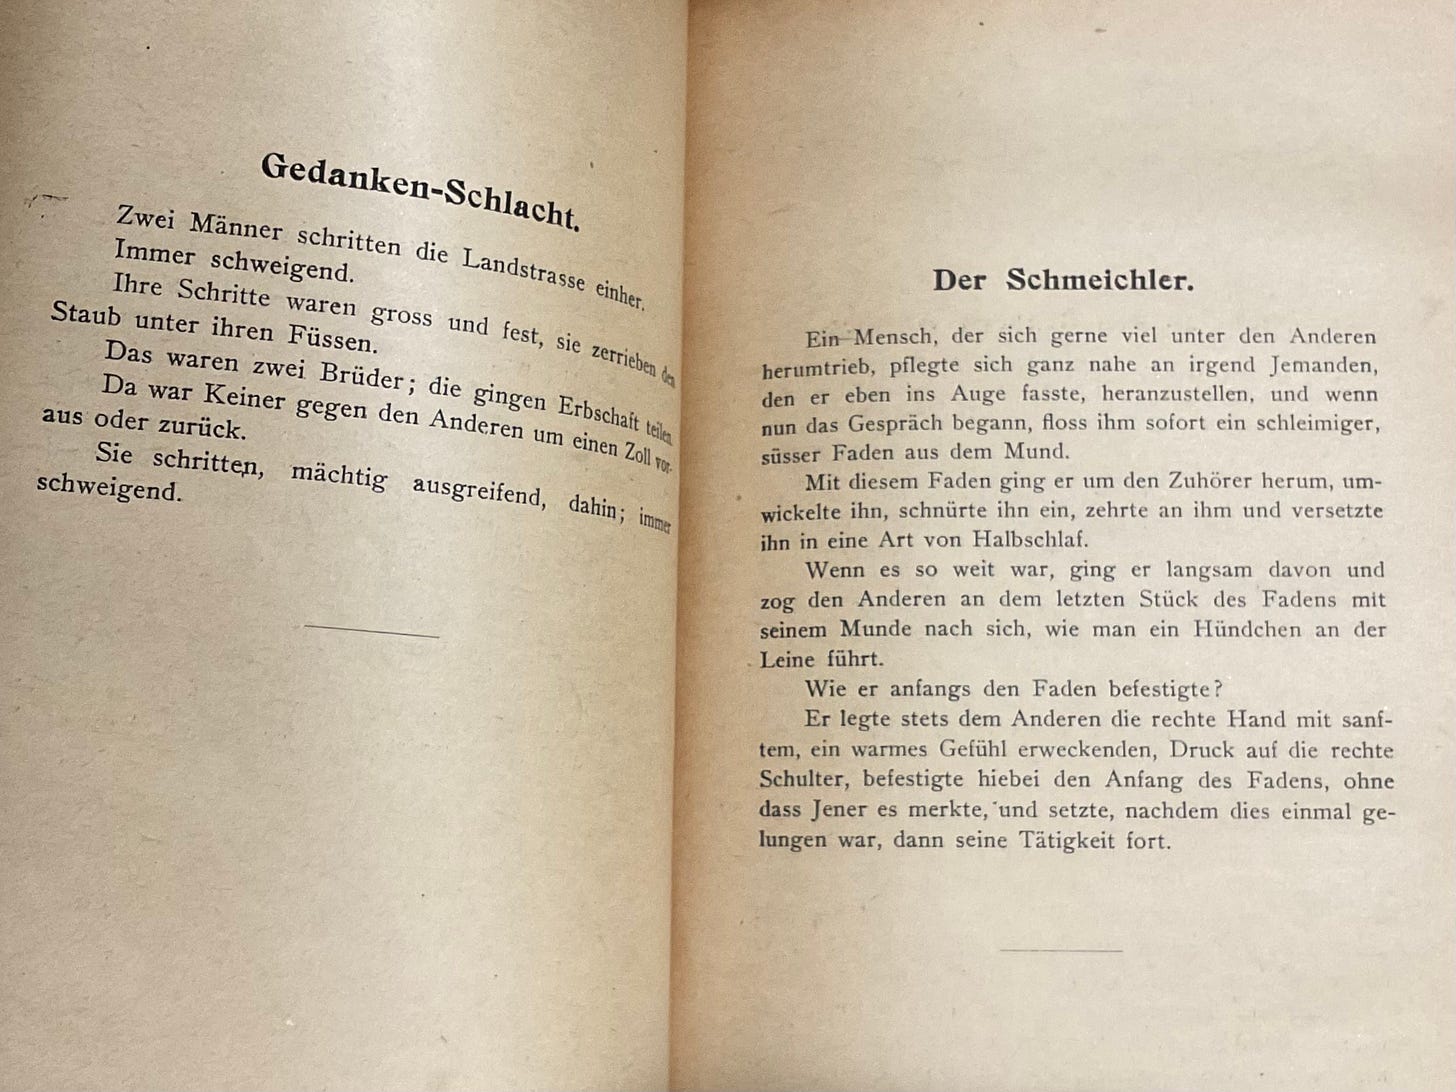 Gedanken-Schlacht.
Zwei Männer schritten die Landstrasse einher.
Immer schweigend.
Ihre Schritte waren gross und fest, sie zerrieben den
Staub unter ihren Füssen.
Das waren zwei Brüder; die gingen Erbschaft teilen.
Da war Keiner gegen den Anderen um einen Zoll vor-
aus oder zurück.
Sie schritten, mächtig ausgreifend, dahin; immer
schweigend.
Der Schmeichler.
Ein Mensch, der sich gerne viel unter den Anderen
herumtrieb, pflegte sich ganz nahe an irgend Jemanden,
den er eben ins Auge fasste, heranzustellen, und wenn
nun das Gespräch begann, floss ihm sofort ein schleimiger,
süsser Faden aus dem Mund.
Mit diesem Faden ging er um den Zuhörer herum, um-
wickelte ihn, schnürte ihn ein, zehrte an ihm und versetzte
ihn in eine Art von Halbschlaf.
Wenn es so weit war, ging er langsam davon und
zog den Anderen an dem letzten Stück des Fadens mit
seinem Munde nach sich, wie man ein Hündchen an der
Leine führt.
Wie er anfangs den Faden befestigte?
Er legte stets dem Anderen die rechte Hand mit sanf-
tem, ein warmes Gefühl erweckenden, Druck auf die rechte
Schulter, befestigte hiebei den Anfang des Fadens, ohne
dass Jener es merkte, und setzte, nachdem dies einmal ge-
lungen war, dann seine Tätigkeit fort.